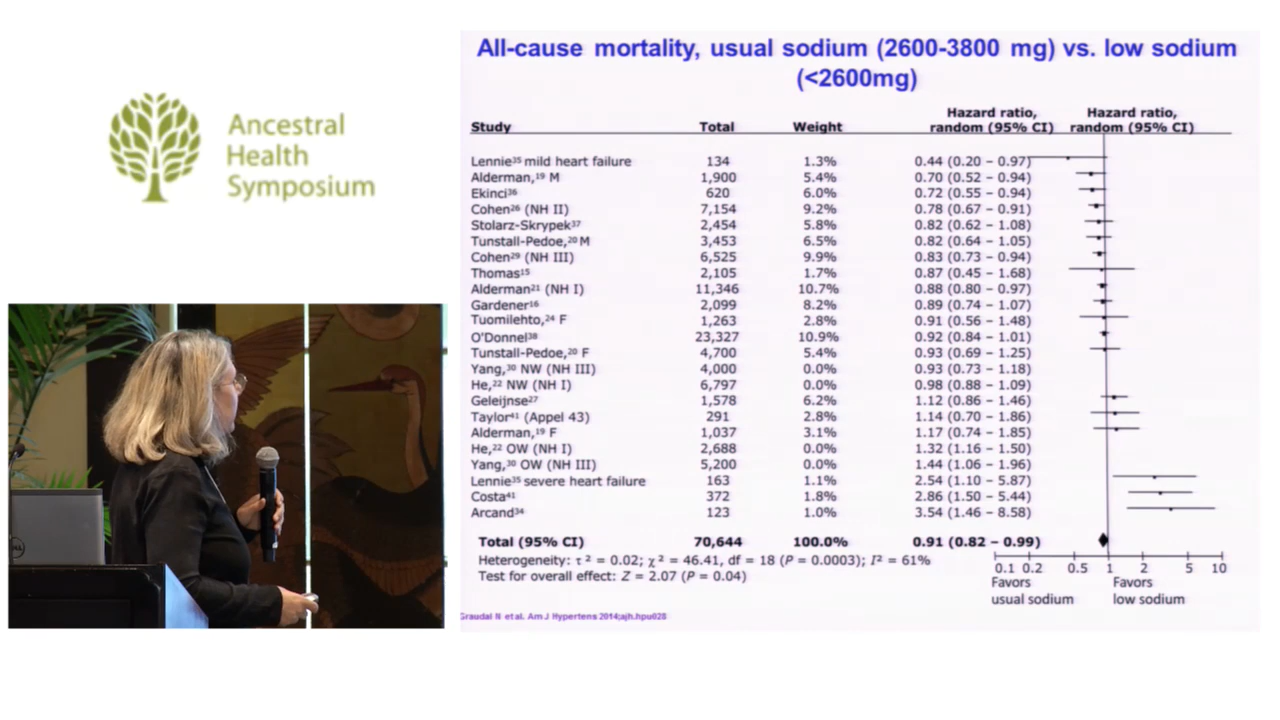 Ancestral
Health
Symposium
All-cause mortality, usual sodium (2600-3800 mg) vs. low sodium
(<2600mg)
Hazard ratio, Hazard ratio,
Study Total Weight random (95% CI) random (95% CI)
Lennie³⁵ mild heart failure 134 1.3% 0.44 (0.20 – 0.97)
Alderman,¹⁹ M 1,900 5.4% 0.70 (0.52 – 0.94)
Ekinci³⁶ 620 6.0% 0.72 (0.55 – 0.94)
Cohen²⁶ (NH II) 7,154 9.2% 0.78 (0.67 – 0.91)
Stolarz-Skrypek³⁷ 2,454 5.8% 0.82 (0.62 – 1.08)
Tunstall-Pedoe,²⁰ M 3,453 6.5% 0.82 (0.64 – 1.05)
Cohen²⁹ (NH III) 6,525 9.9% 0.83 (0.73 – 0.94)
Thomas¹⁵ 2,105 1.7% 0.87 (0.45 – 1.68)
Alderman²¹ (NH I) 11,346 10.7% 0.88 (0.80 – 0.97)
Gardener¹⁶ 2,099 8.2% 0.89 (0.74 – 1.07)
Tuomilehto,²⁴ F 1,263 2.8% 0.91 (0.56 – 1.48)
O'Donnel³⁸ 23,327 10.9% 0.92 (0.84 – 1.01)
Tunstall-Pedoe,²⁰ F 4,700 5.4% 0.93 (0.69 – 1.25)
Yang,³⁰ NW (NH III) 4,000 0.0% 0.93 (0.73 – 1.18)
He,²² NW (NH I) 6,797 0.0% 0.98 (0.88 – 1.09)
Geleijnse²⁷ 1,578 6.2% 1.12 (0.86 – 1.46)
Taylor⁴¹ (Appel 43) 291 2.8% 1.14 (0.70 – 1.86)
Alderman,¹⁹ F 1,037 3.1% 1.17 (0.74 – 1.85)
He,²² OW (NH I) 2,688 0.0% 1.32 (1.16 – 1.50)
Yang,³⁰ OW (NH III) 5,200 0.0% 1.44 (1.06 – 1.96)
Lennie³⁵ severe heart failure 163 1.1% 2.54 (1.10 – 5.87)
Costa⁴¹ 372 1.8% 2.86 (1.50 – 5.44)
Arcand³⁴ 123 1.0% 3.54 (1.46 – 8.58)
Total (95% CI) 70,644 100.0% 0.91 (0.82 – 0.99)
Heterogeneity: τ² = 0.02; χ² = 46.41, df = 18 (P = 0.0003); I² = 61%
Test for overall effect: Z = 2.07 (P = 0.04)
0.1 0.2 0.5 1 2 5 10
Favors Favors
usual sodium low sodium
Graudal N et al. Am J Hypertens 2014;ajh.hpu028
DELL